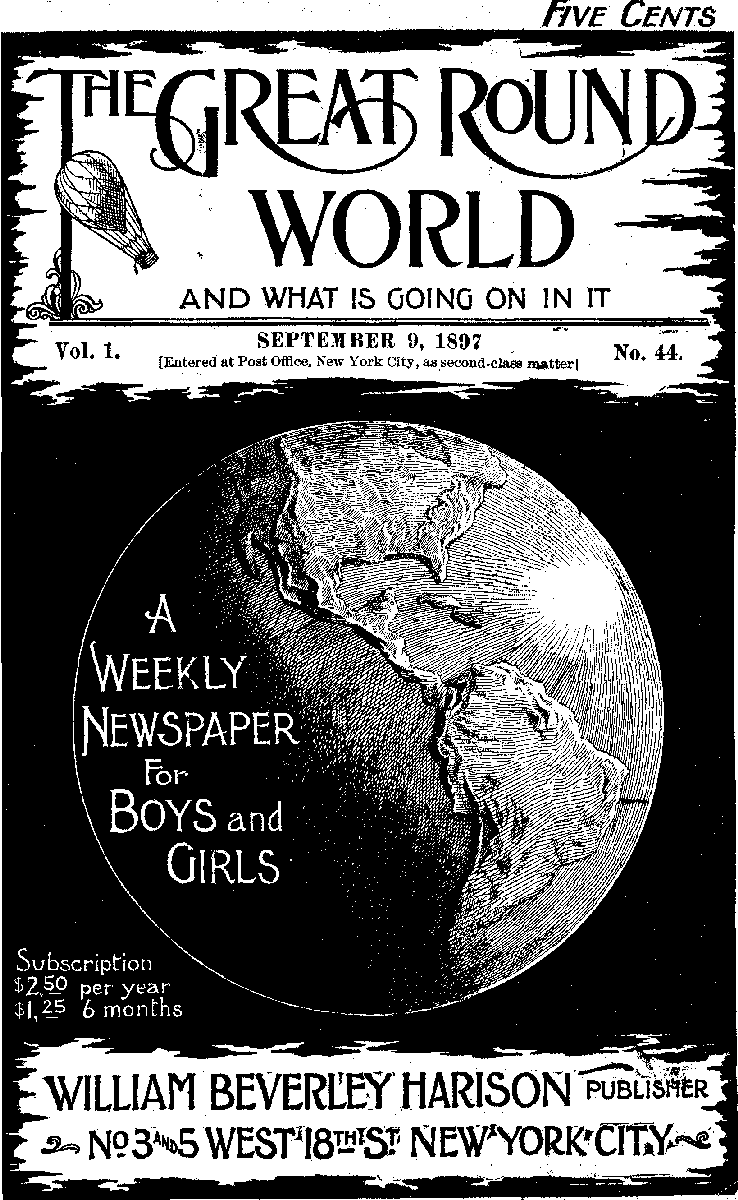 FIVE CENTS
THE GREAT ROUND
WORLD
AND WHAT IS GOING ON IN IT
Vol. 1. SEPTEMBER 9, 1897 No. 44.
[Entered at Post Office, New York City, as second-class matter]
A
WEEKLY
NEWSPAPER
For
BOYS and
GIRLS
Subscription
$2.50 per year
$1.25 6 months
WILLIAM BEVERLEY HARISON PUBLISHER
No 3 AND 5 WEST 18TH ST. NEW YORK CITY